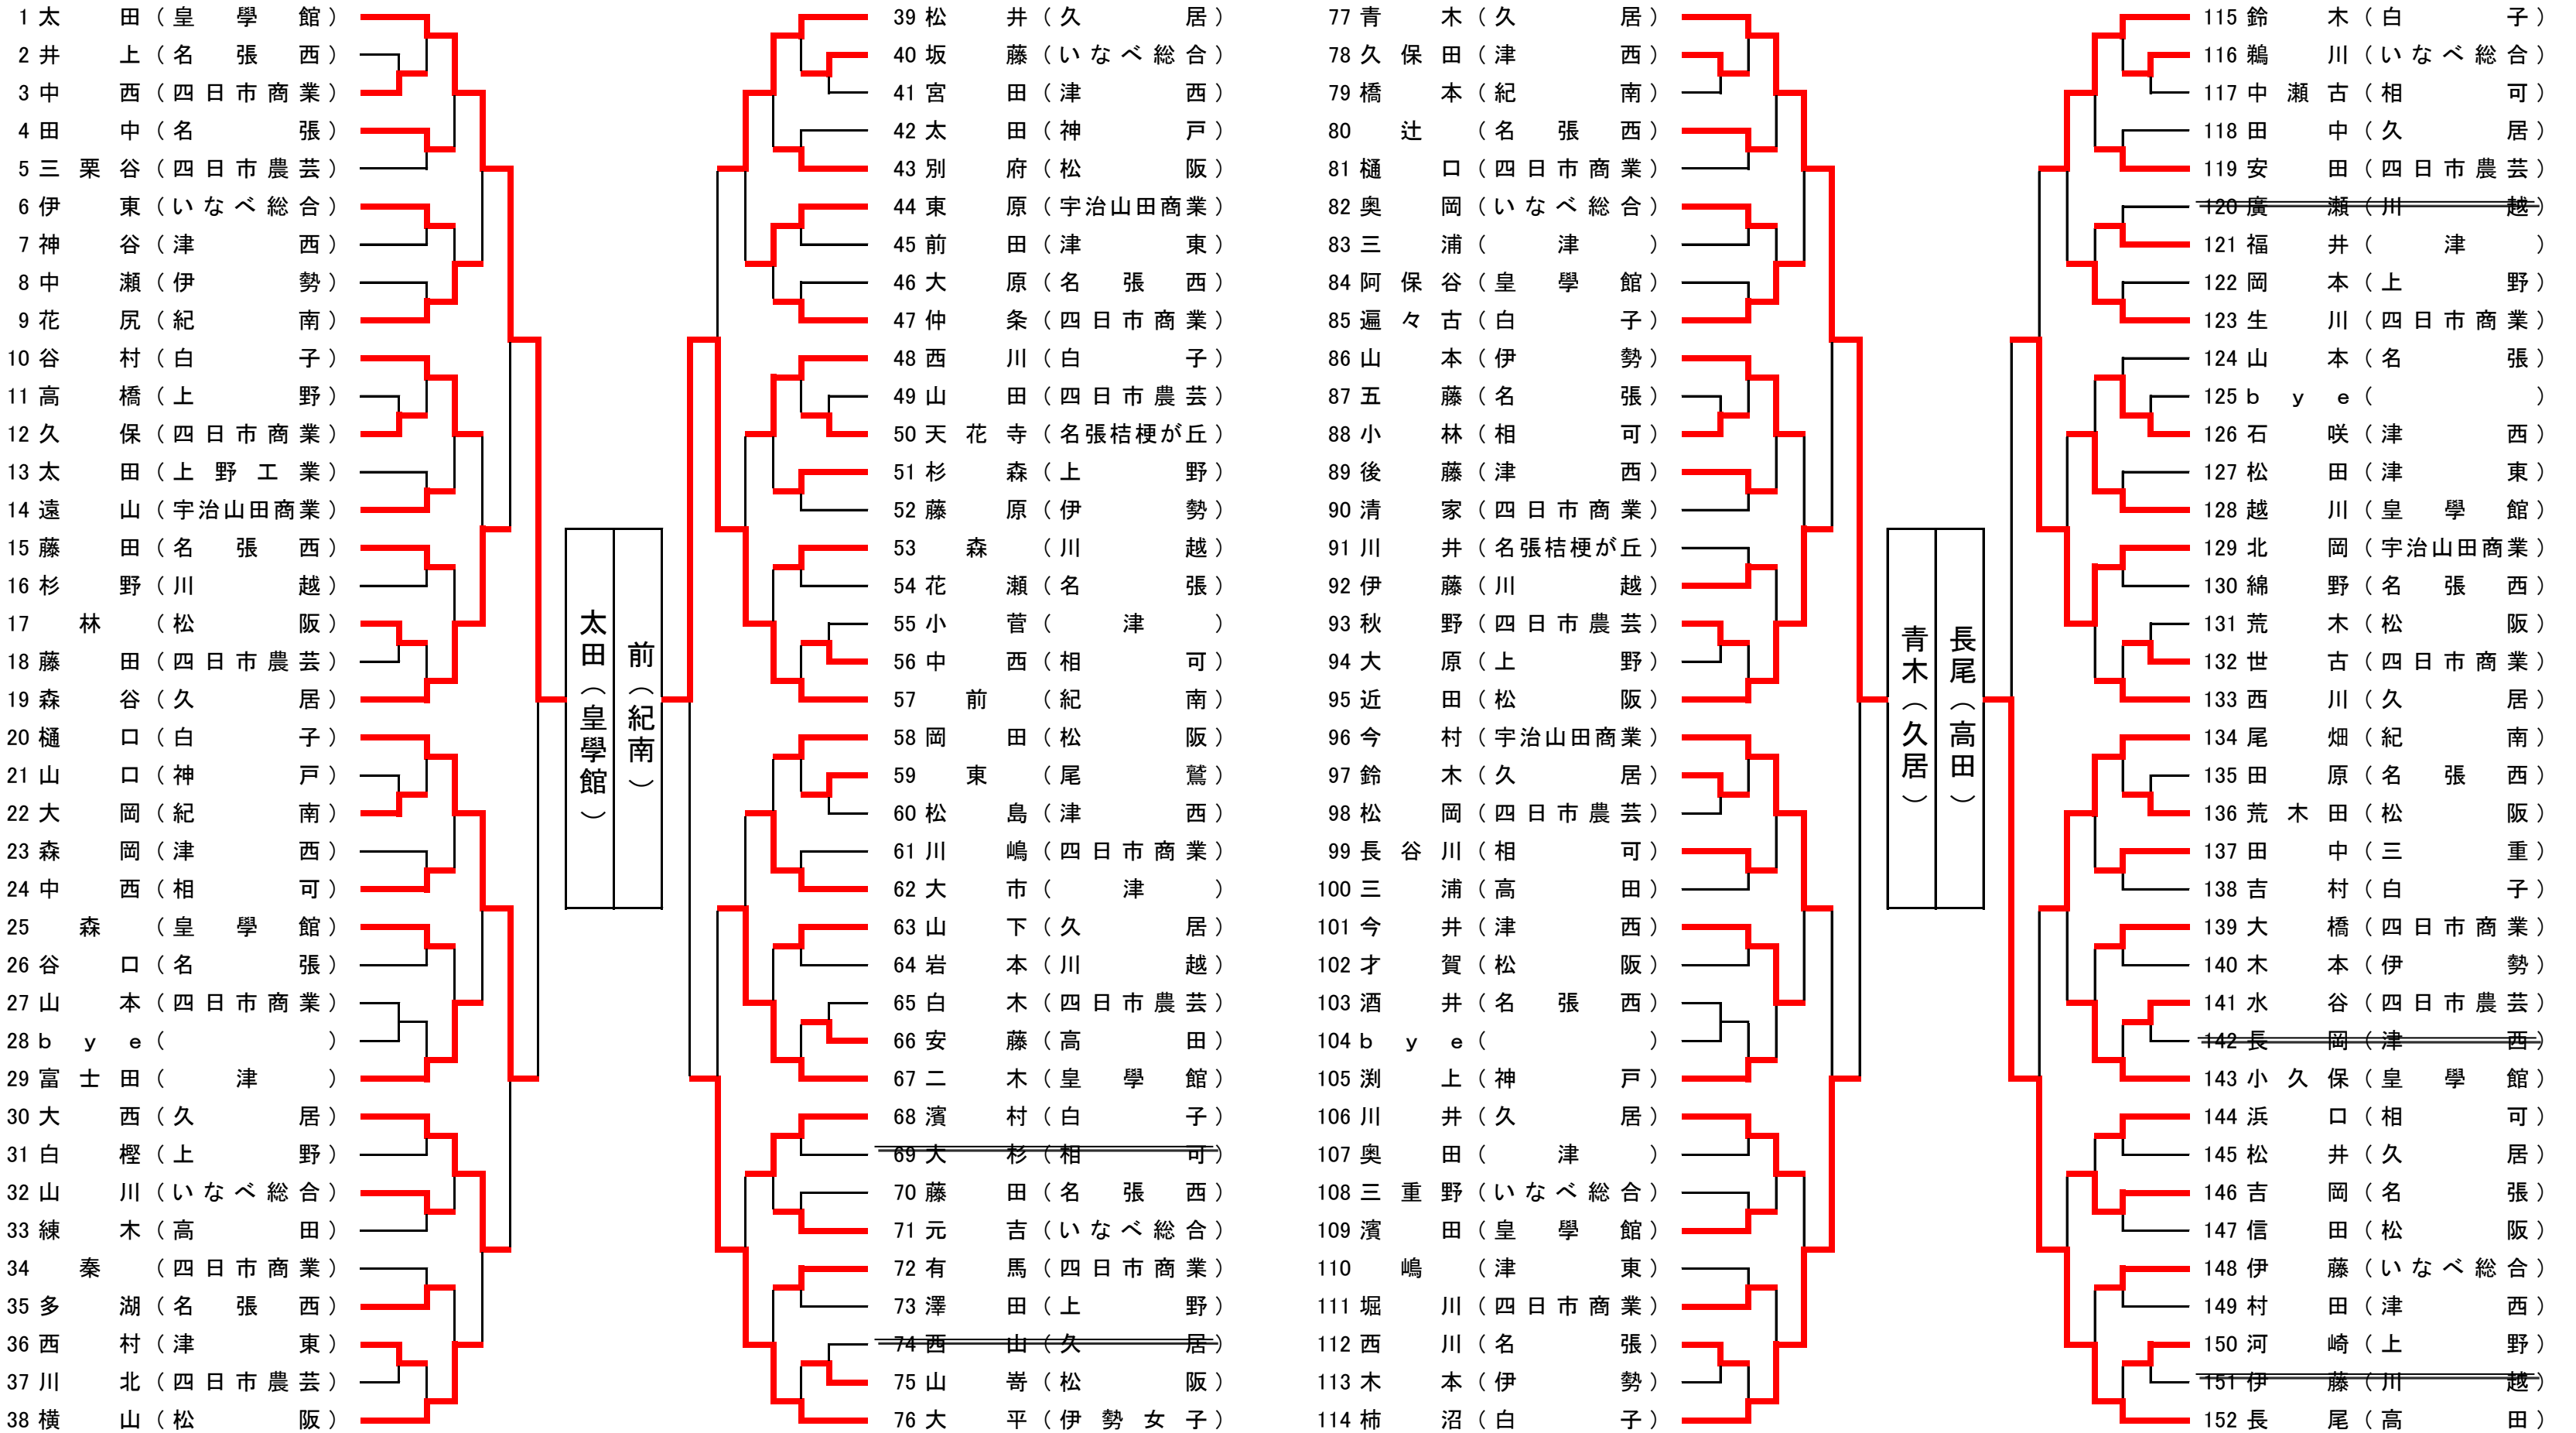 1 太田（皇學館）
2 井上（名張西）
3 中西（四日市商業）
4 田中（名張）
5 三栗谷（四日市農芸）
6 伊東（いなべ総合）
7 神谷（津西）
8 中瀬（伊勢）
9 花尻（紀南）
10 谷村（白子）
11 高橋（上野）
12 久保（四日市商業）
13 太田（上野工業）
14 遠山（宇治山田商業）
15 藤田（名張西）
16 杉野（川越）
17 林（松阪）
18 藤田（四日市農芸）
19 森谷（久居）
20 樋口（白子）
21 山口（神戸）
22 大岡（紀南）
23 森岡（津西）
24 中西（相可）
25 森（皇學館）
26 谷口（名張）
27 山本（四日市商業）
28 bye（ ）
29 富士田（津）
30 大西（久居）
31 白樫（上野）
32 山川（いなべ総合）
33 練木（高田）
34 秦（四日市商業）
35 多湖（名張西）
36 西村（津東）
37 川北（四日市農芸）
38 横山（松阪）
太田（皇學館）
前（紀南）
39 松井（久居）
40 坂藤（いなべ総合）
41 宮田（津西）
42 太田（神戸）
43 別府（松阪）
44 東原（宇治山田商業）
45 前田（津東）
46 大原（名張西）
47 仲条（四日市商業）
48 西川（白子）
49 山田（四日市農芸）
50 天花寺（名張桔梗が丘）
51 杉森（上野）
52 藤原（伊勢）
53 森（川越）
54 花瀬（名張）
55 小菅（津）
56 中西（相可）
57 前（紀南）
58 岡田（松阪）
59 東（尾鷲）
60 松島（津西）
61 川嶋（四日市商業）
62 大市（津）
63 山下（久居）
64 岩本（川越）
65 白木（四日市農芸）
66 安藤（高田）
67 二木（皇學館）
68 濱村（白子）
69 大杉（相可）
70 藤田（名張西）
71 元吉（いなべ総合）
72 有馬（四日市商業）
73 澤田（上野）
74 西山（久居）
75 山嵜（松阪）
76 大平（伊勢女子）
77 青木（久居）
78 久保田（津西）
79 橋本（紀南）
80 辻（名張西）
81 樋口（四日市商業）
82 奥岡（いなべ総合）
83 三浦（津）
84 阿保谷（皇學館）
85 遍々古（白子）
86 山本（伊勢）
87 五藤（名張）
88 小林（相可）
89 後藤（津西）
90 清家（四日市商業）
91 川井（名張桔梗が丘）
92 伊藤（川越）
93 秋野（四日市農芸）
94 大原（上野）
95 近田（松阪）
96 今村（宇治山田商業）
97 鈴木（久居）
98 松岡（四日市農芸）
99 長谷川（相可）
100 三浦（高田）
101 今井（津西）
102 才賀（松阪）
103 酒井（名張西）
104 bye（ ）
105 渕上（神戸）
106 川井（久居）
107 奥田（津）
108 三重野（いなべ総合）
109 濱田（皇學館）
110 嶋（津東）
111 堀川（四日市商業）
112 西川（名張）
113 木本（伊勢）
114 柿沼（白子）
青木（久居）
長尾（高田）
115 鈴木（白子）
116 鵜川（いなべ総合）
117 中瀬古（相可）
118 田中（久居）
119 安田（四日市農芸）
120 廣瀬（川越）
121 福井（津）
122 岡本（上野）
123 生川（四日市商業）
124 山本（名張）
125 bye（ ）
126 石咲（津西）
127 松田（津東）
128 越川（皇學館）
129 北岡（宇治山田商業）
130 綿野（名張西）
131 荒木（松阪）
132 世古（四日市商業）
133 西川（久居）
134 尾畑（紀南）
135 田原（名張西）
136 荒木田（松阪）
137 田中（三重）
138 吉村（白子）
139 大橋（四日市商業）
140 木本（伊勢）
141 水谷（四日市農芸）
142 長岡（津西）
143 小久保（皇學館）
144 浜口（相可）
145 松井（久居）
146 吉岡（名張）
147 信田（松阪）
148 伊藤（いなべ総合）
149 村田（津西）
150 河崎（上野）
151 伊藤（川越）
152 長尾（高田）